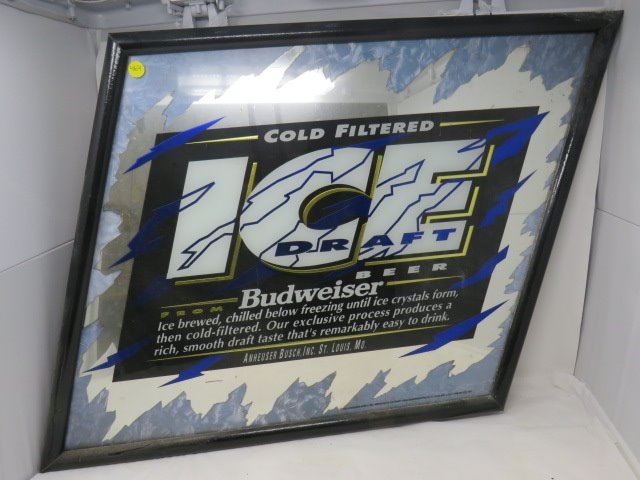 COLD FILTERED
ICE
DRAFT
BEER
FROM Budweiser
Ice brewed, chilled below freezing until ice crystals form,
then cold-filtered. Our exclusive process produces a
rich, smooth draft taste that's remarkably easy to drink.
ANHEUSER BUSCH, INC. ST. LOUIS, MO.